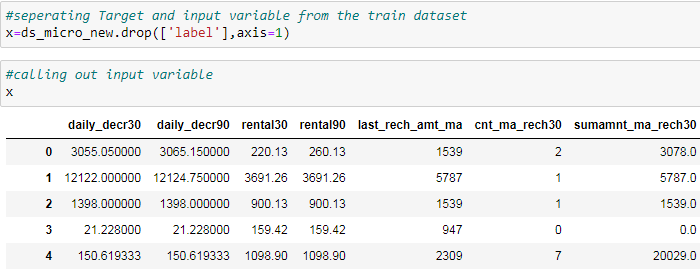 #seperating Target and input variable from the train dataset
x=ds_micro_new.drop(['label'],axis=1)
#calling out input variable
x
daily_decr30 daily_decr90 rental30 rental90 last_rech_amt_ma cnt_ma_rech30 sumamnt_ma_rech30
0 3055.050000 3065.150000 220.13 260.13 1539 2 3078.0
1 12122.000000 12124.750000 3691.26 3691.26 5787 1 5787.0
2 1398.000000 1398.000000 900.13 900.13 1539 1 1539.0
3 21.228000 21.228000 159.42 159.42 947 0 0.0
4 150.619333 150.619333 1098.90 1098.90 2309 7 20029.0